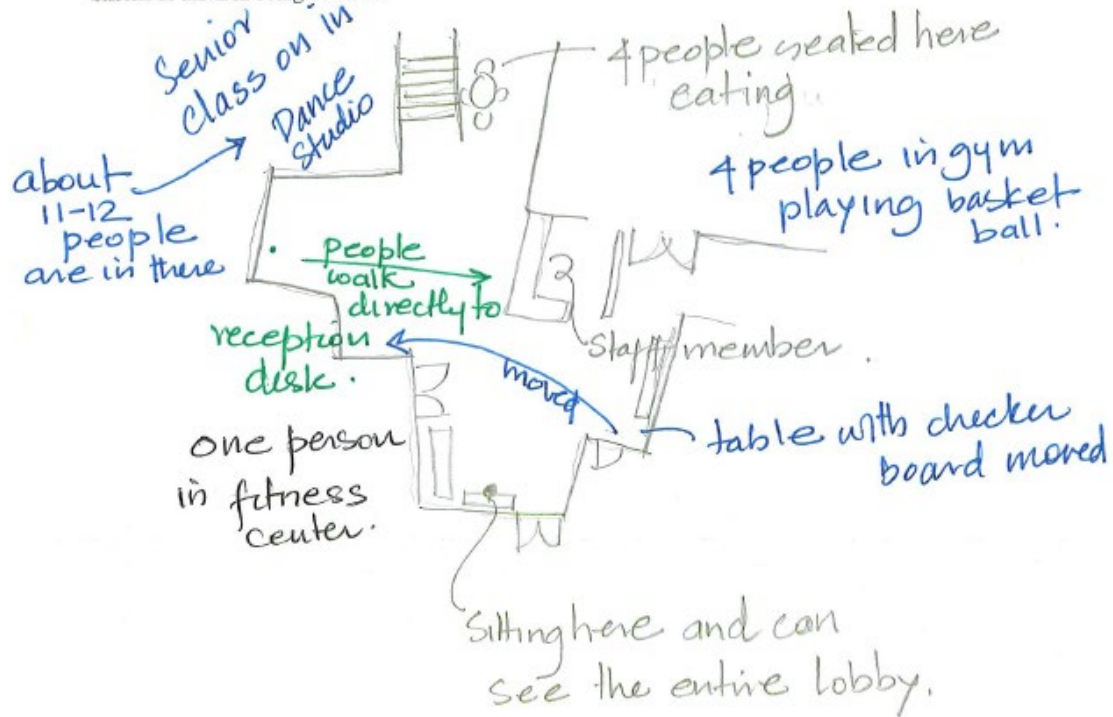 Senior
class on in
Dance
Studio
4 people seated here
eating.
about
11-12
people
are in there
4 people in gym
playing basket
ball.
people
walk
directly to
reception
desk.
Staff member.
moved
table with checker
board moved
one person
in fitness
center.
Sitting here and can
see the entire lobby.